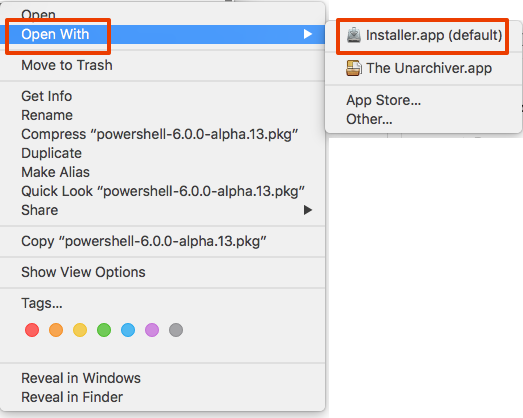 Open
Open With
Move to Trash
Get Info
Rename
Compress “powershell-6.0.0-alpha.13.pkg”
Duplicate
Make Alias
Quick Look “powershell-6.0.0-alpha.13.pkg”
Share
Copy “powershell-6.0.0-alpha.13.pkg”
Show View Options
Tags...
Reveal in Windows
Reveal in Finder
Installer.app (default)
The Unarchiver.app
App Store...
Other...